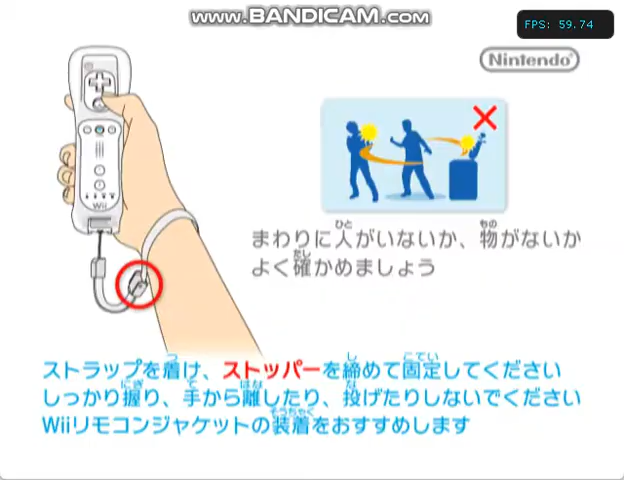 www.BANDICAM.com
FPS: 59.74
Nintendo
Wii
まわりに人がいないか、物がないか
よく確かめましょう
ストラップを着け、ストッパーを締めて固定してください
しっかり握り、手から離したり、投げたりしないでください
Wiiリモコンジャケットの装着をおすすめします